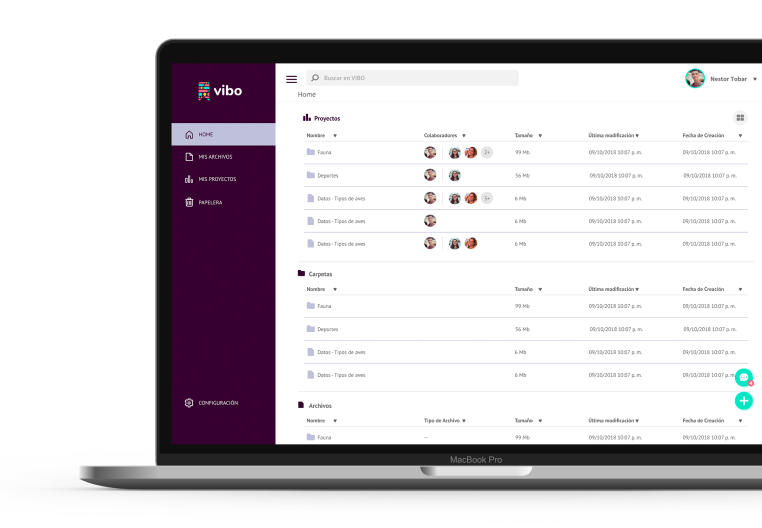 vibo
Buscar en VIBO
Nestor Tobar
Home
HOME
MIS ARCHIVOS
MIS PROYECTOS
PAPELERA
CONFIGURACIÓN
Proyectos
Nombre Colaboradores Tamaño Última modificación Fecha de Creación
Fauna 2+ 99 Mb 09/10/2018 10:07 p. m. 09/10/2018 10:07 p. m.
Deportes 56 Mb 09/10/2018 10:07 p. m. 09/10/2018 10:07 p. m.
Datos - Tipos de aves 5+ 6 Mb 09/10/2018 10:07 p. m. 09/10/2018 10:07 p. m.
Datos - Tipos de aves 6 Mb 09/10/2018 10:07 p. m. 09/10/2018 10:07 p. m.
Datos - Tipos de aves 6 Mb 09/10/2018 10:07 p. m. 09/10/2018 10:07 p. m.
Carpetas
Nombre Tamaño Última modificación Fecha de Creación
Fauna 99 Mb 09/10/2018 10:07 p. m. 09/10/2018 10:07 p. m.
Deportes 56 Mb 09/10/2018 10:07 p. m. 09/10/2018 10:07 p. m.
Datos - Tipos de aves 6 Mb 09/10/2018 10:07 p. m. 09/10/2018 10:07 p. m.
Datos - Tipos de aves 6 Mb 09/10/2018 10:07 p. m. 09/10/2018 10:07 p. m.
Archivos
Nombre Tipo de Archivo Tamaño Última modificación Fecha de Creación
Fauna -- 99 Mb 09/10/2018 10:07 p. m. 09/10/2018 10:07 p. m.
MacBook Pro